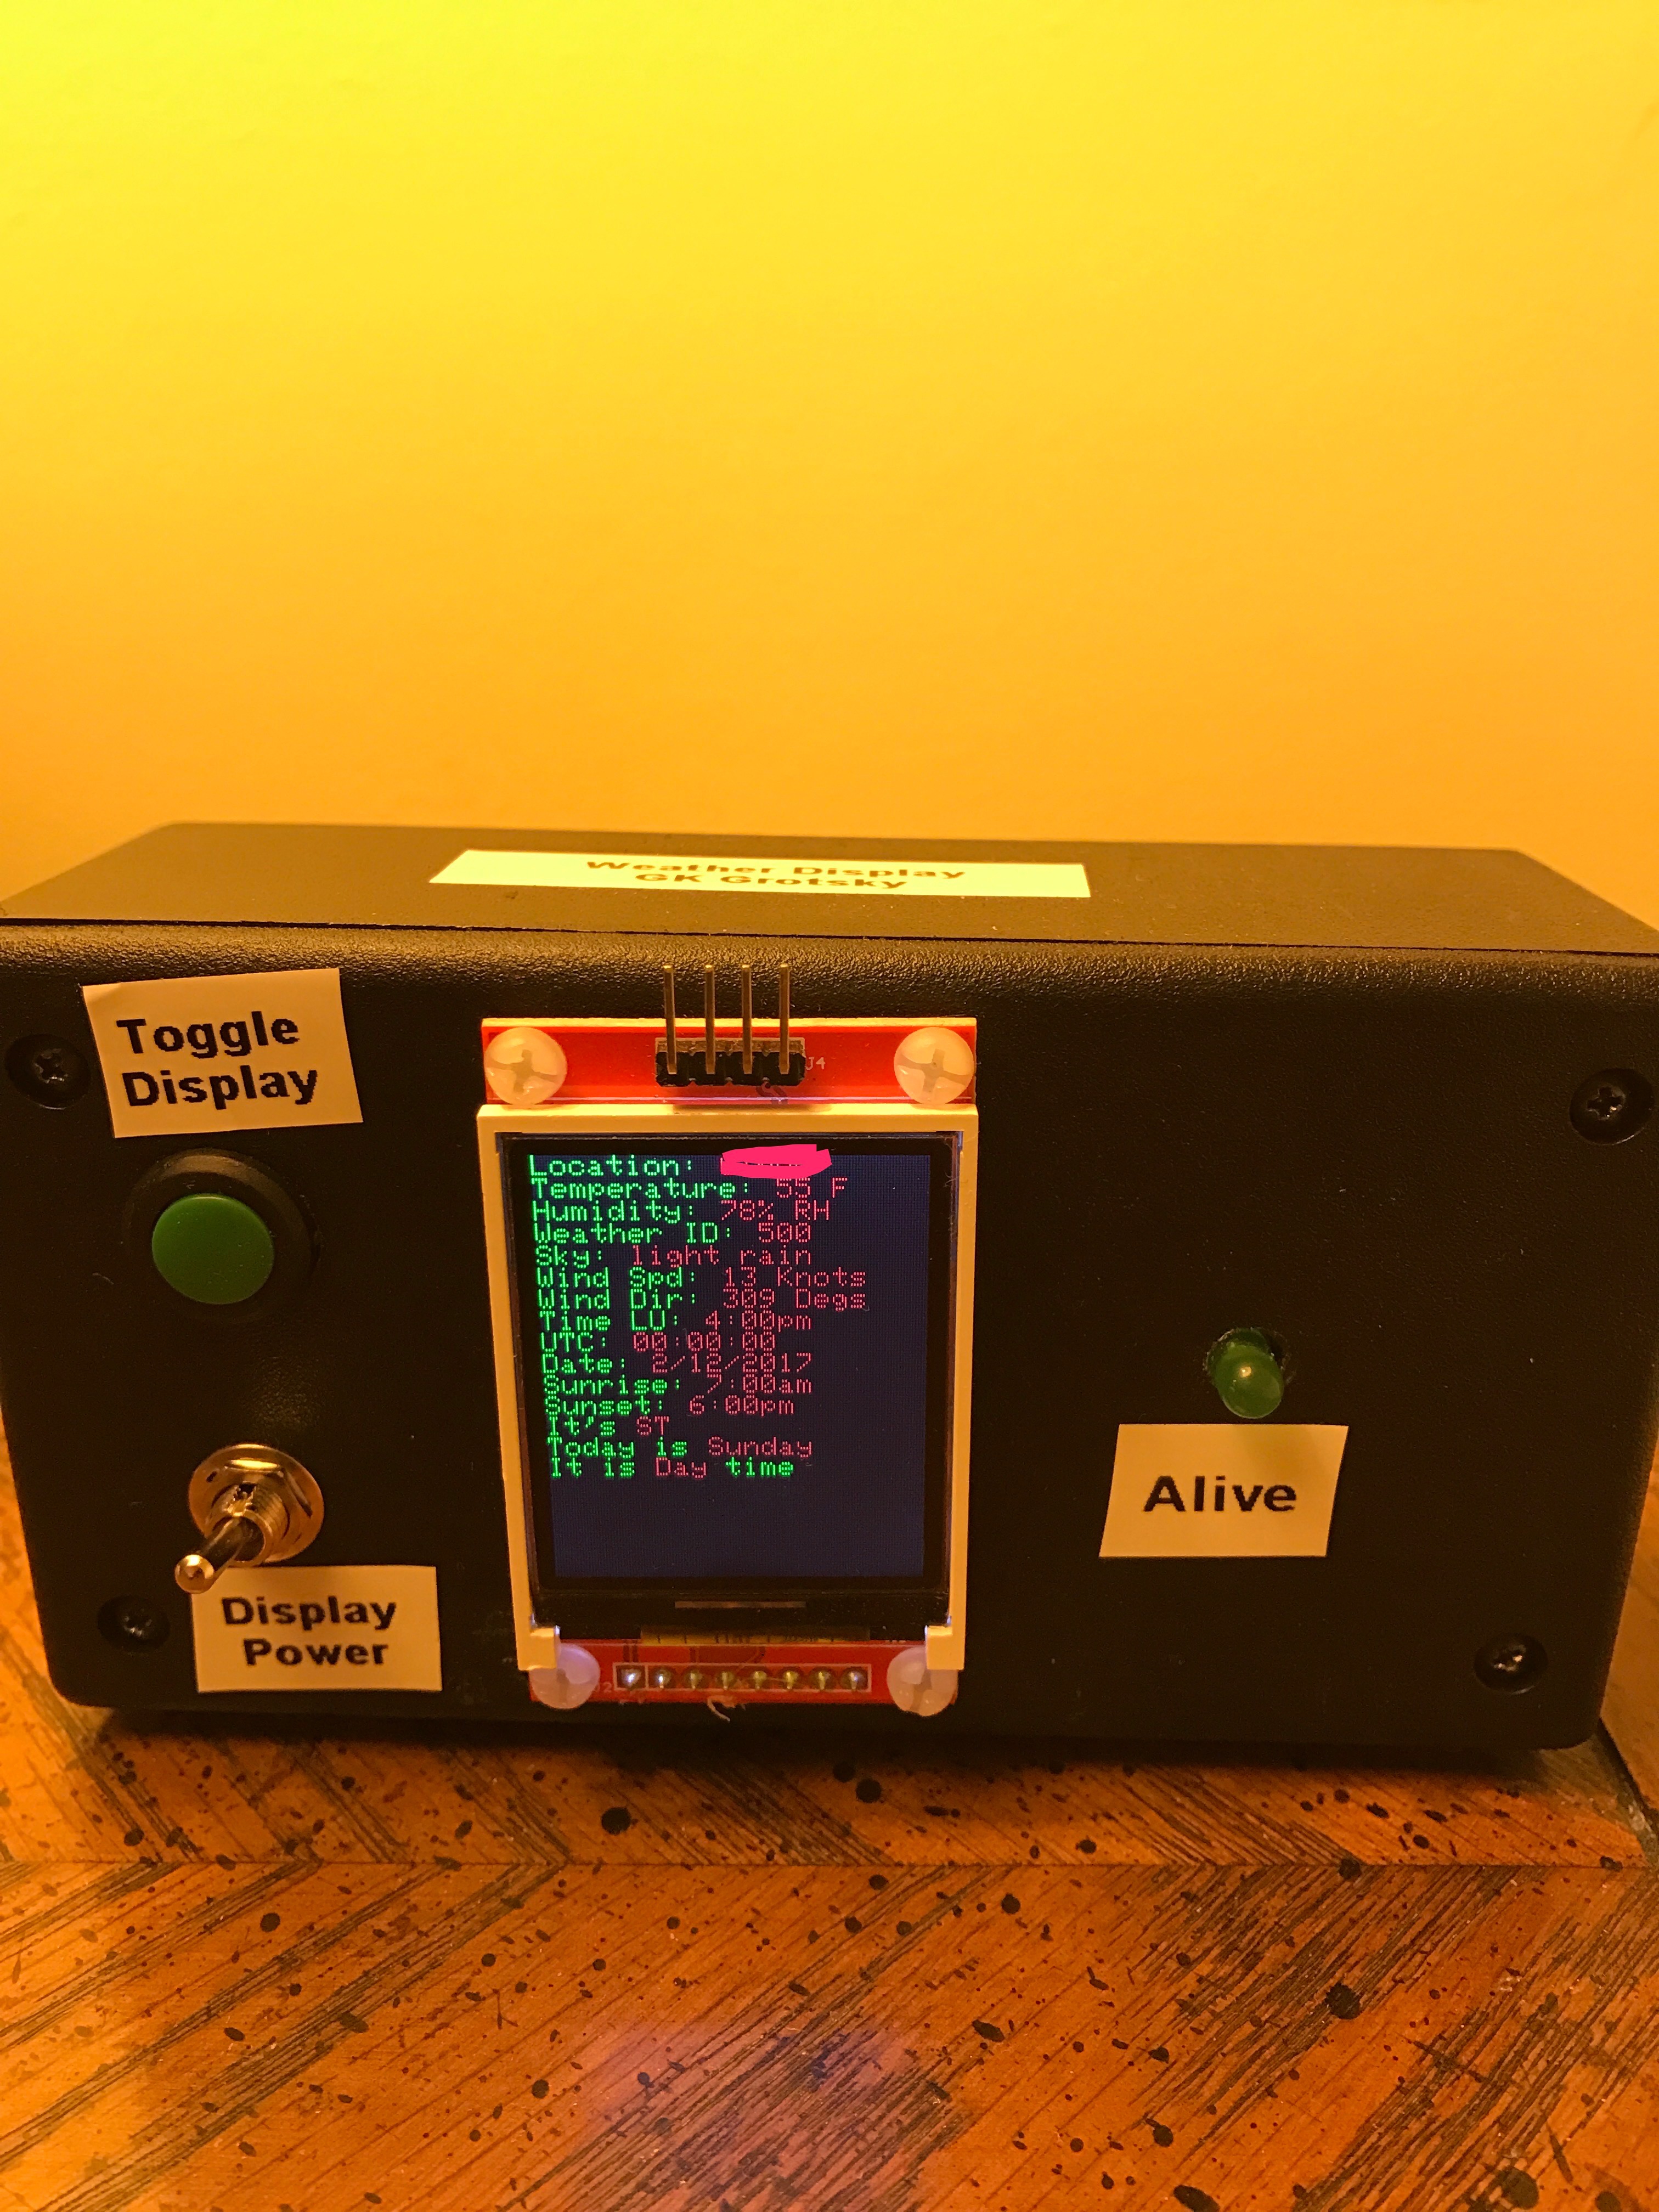 Weather Display
GK Grotsky
Toggle
Display
J4
Location:
Temperature: 55 F
Humidity: 78% RH
Weather ID: 500
Sky: light rain
Wind Spd: 13 Knots
Wind Dir: 309 Degs
Time LU: 4:00pm
UTC: 00:00:00
Date: 2/12/2017
Sunrise: 7:00am
Sunset: 6:00pm
It's ST
Today is Sunday
It is Day time
Alive
Display
Power